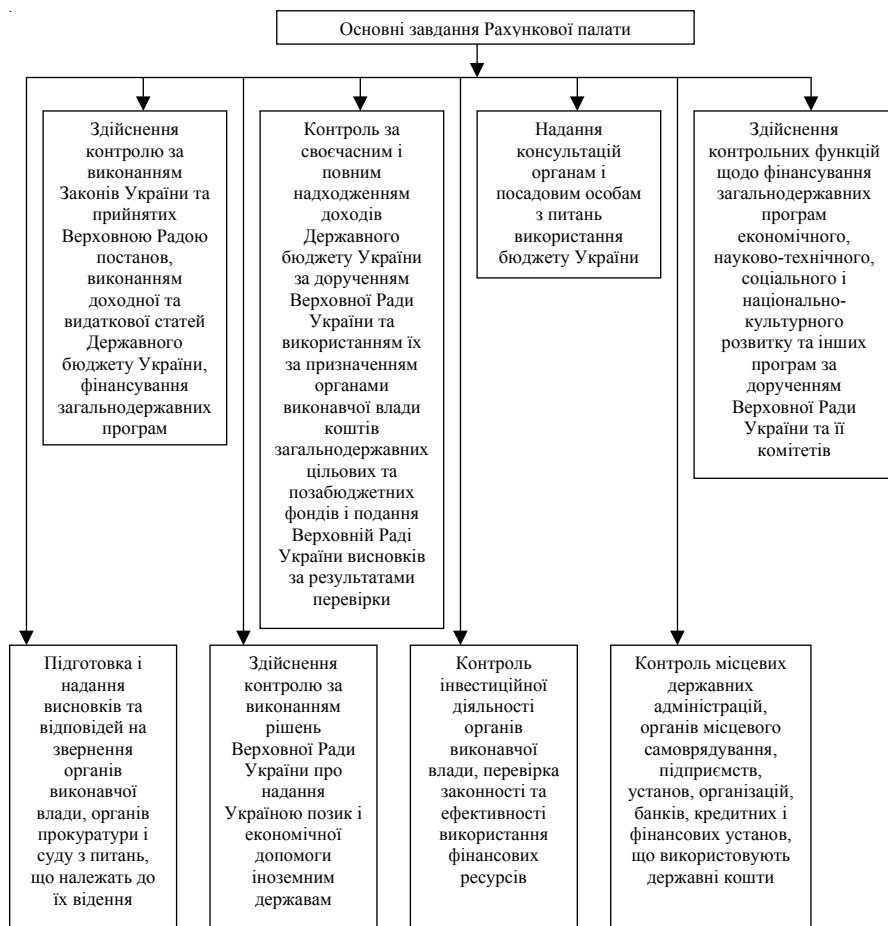 Основні завдання Рахункової палати
Здійснення
контролю за
виконанням
Законів України та
прийнятих
Верховною Радою
постанов,
виконанням
доходної та
видаткової статей
Державного
бюджету України,
фінансування
загальнодержавних
програм
Контроль за
своєчасним і
повним
надходженням
доходів
Державного
бюджету України
за дорученням
Верховної Ради
України та
використанням їх
за призначенням
органами
виконавчої влади
коштів
загальнодержавних
цільових та
позабюджетних
фондів і подання
Верховній Раді
України висновків
за результатами
перевірки
Надання
консультацій
органам і
посадовим особам
з питань
використання
бюджету України
Здійснення
контрольних функцій
щодо фінансування
загальнодержавних
програм
економічного,
науково-технічного,
соціального і
національно-
культурного
розвитку та інших
програм за
дорученням
Верховної Ради
України та її
комітетів
Підготовка і
надання
висновків та
відповідей на
звернення
органів
виконавчої
влади, органів
прокуратури і
суду з питань,
що належать до
їх відення
Здійснення
контролю за
виконанням
рішень
Верховної Ради
України про
надання
Україною позик і
економічної
допомоги
іноземним
державам
Контроль
інвестиційної
діяльності
органів
виконавчої
влади, перевірка
законності та
ефективності
використання
фінансових
ресурсів
Контроль місцевих
державних
адміністрацій,
органів місцевого
самоврядування,
підприємств,
установ, організацій,
банків, кредитних і
фінансових установ,
що використовують
державні кошти